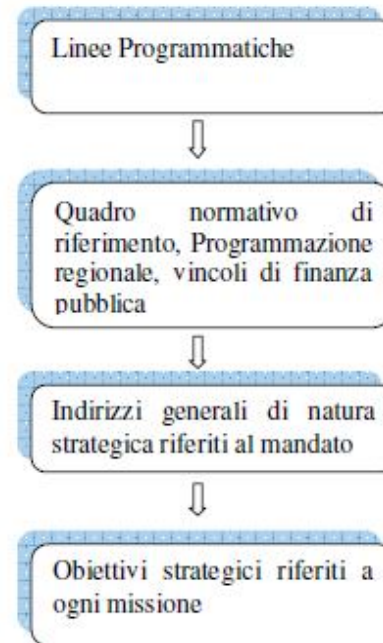 Linee Programmatiche
Quadro normativo di
riferimento, Programmazione
regionale, vincoli di finanza
pubblica
Indirizzi generali di natura
strategica riferiti al mandato
Obiettivi strategici riferiti a
ogni missione